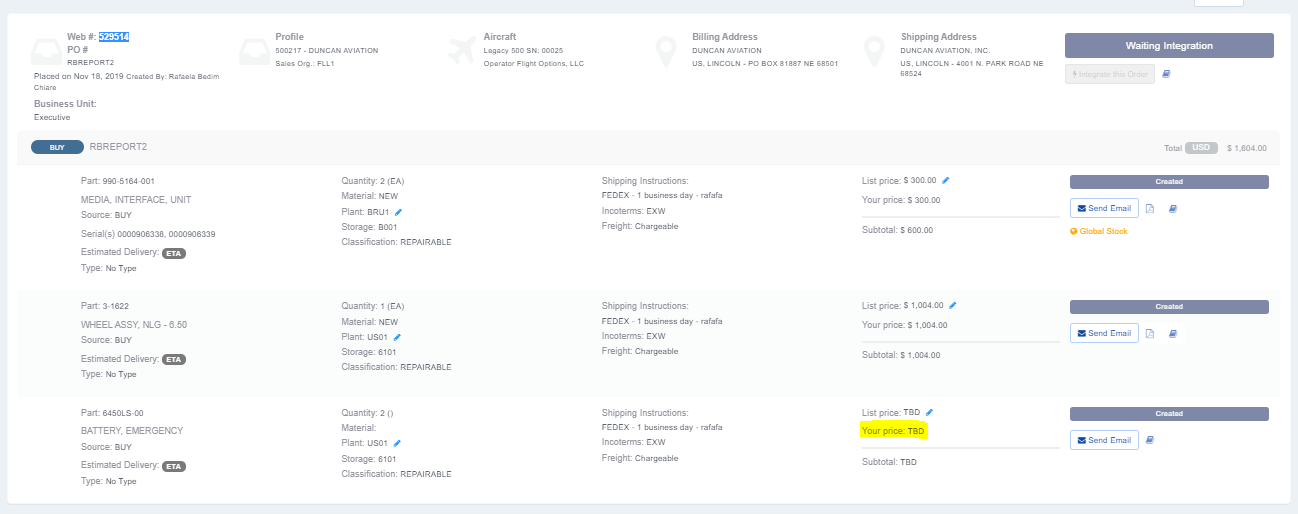 Web #: 529514
PO #
RBREPORT2
Placed on Nov 18, 2019 Created By: Rafaela Bedim Chiare
Business Unit:
Executive
Profile
500217 - DUNCAN AVIATION
Sales Org.: FLL1
Aircraft
Legacy 500 SN: 00025
Operator Flight Options, LLC
Billing Address
DUNCAN AVIATION
US, LINCOLN - PO BOX 81887 NE 68501
Shipping Address
DUNCAN AVIATION, INC.
US, LINCOLN - 4001 N. PARK ROAD NE
68524
Waiting Integration
Integrate this Order
BUY RBREPORT2
Total USD $ 1,604.00
Part: 990-5164-001
MEDIA, INTERFACE, UNIT
Source: BUY
Serial(s) 0000906338, 0000906339
Estimated Delivery: ETA
Type: No Type
Quantity: 2 (EA)
Material: NEW
Plant: BRU1
Storage: B001
Classification: REPAIRABLE
Shipping Instructions:
FEDEX - 1 business day - rafafa
Incoterms: EXW
Freight: Chargeable
List price: $ 300.00
Your price: $ 300.00
Subtotal: $ 600.00
Created
Send Email
Global Stock
Part: 3-1622
WHEEL ASSY, NLG - 6.50
Source: BUY
Estimated Delivery: ETA
Type: No Type
Quantity: 1 (EA)
Material: NEW
Plant: US01
Storage: 6101
Classification: REPAIRABLE
Shipping Instructions:
FEDEX - 1 business day - rafafa
Incoterms: EXW
Freight: Chargeable
List price: $ 1,004.00
Your price: $ 1,004.00
Subtotal: $ 1,004.00
Created
Send Email
Part: 6450LS-00
BATTERY, EMERGENCY
Source: BUY
Estimated Delivery: ETA
Type: No Type
Quantity: 2 ()
Material:
Plant: US01
Storage: 6101
Classification: REPAIRABLE
Shipping Instructions:
FEDEX - 1 business day - rafafa
Incoterms: EXW
Freight: Chargeable
List price: TBD
Your price: TBD
Subtotal: TBD
Created
Send Email